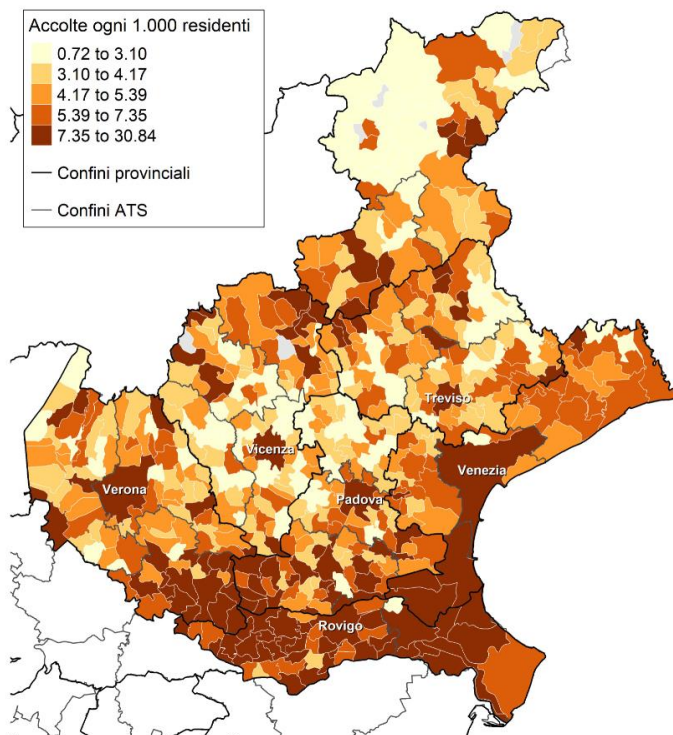 Accolte ogni 1.000 residenti
0.72 to 3.10
3.10 to 4.17
4.17 to 5.39
5.39 to 7.35
7.35 to 30.84
Confini provinciali
Confini ATS
Treviso
Vicenza
Venezia
Verona
Padova
Rovigo